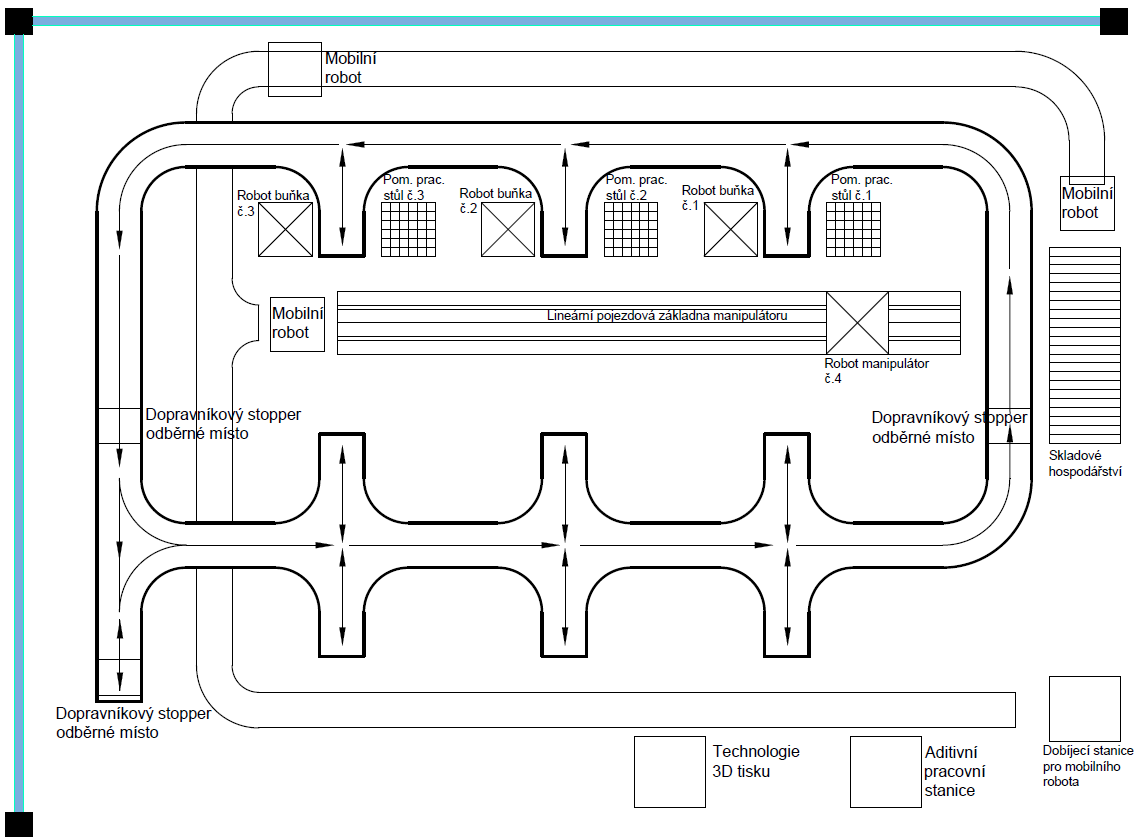 Mobilní
robot
Robot buňka
č.3
Pom. prac.
stůl č.3
Robot buňka
č.2
Pom. prac.
stůl č.2
Robot buňka
č.1
Pom. prac.
stůl č.1
Mobilní
robot
Mobilní
robot
Lineární pojezdová základna manipulátoru
Robot manipulátor
č.4
Dopravníkový stopper
odběrné místo
Dopravníkový stopper
odběrné místo
Skladové
hospodářství
Dopravníkový stopper
odběrné místo
Technologie
3D tisku
Aditivní
pracovní
stanice
Dobíjecí stanice
pro mobilního
robota